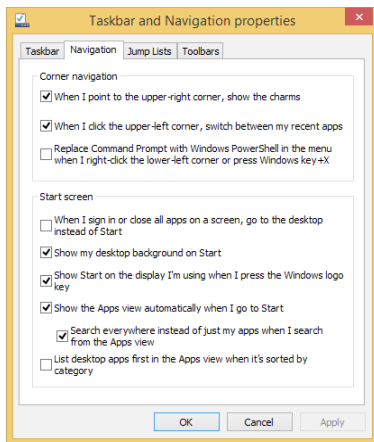 Taskbar and Navigation properties
Taskbar Navigation Jump Lists Toolbars
Corner navigation
When I point to the upper-right corner, show the charms
When I click the upper-left corner, switch between my recent apps
Replace Command Prompt with Windows PowerShell in the menu
when I right-click the lower-left corner or press Windows key+X
Start screen
When I sign in or close all apps on a screen, go to the desktop
instead of Start
Show my desktop background on Start
Show Start on the display I'm using when I press the Windows logo
key
Show the Apps view automatically when I go to Start
Search everywhere instead of just my apps when I search
from the Apps view
List desktop apps first in the Apps view when it's sorted by
category
OK Cancel Apply